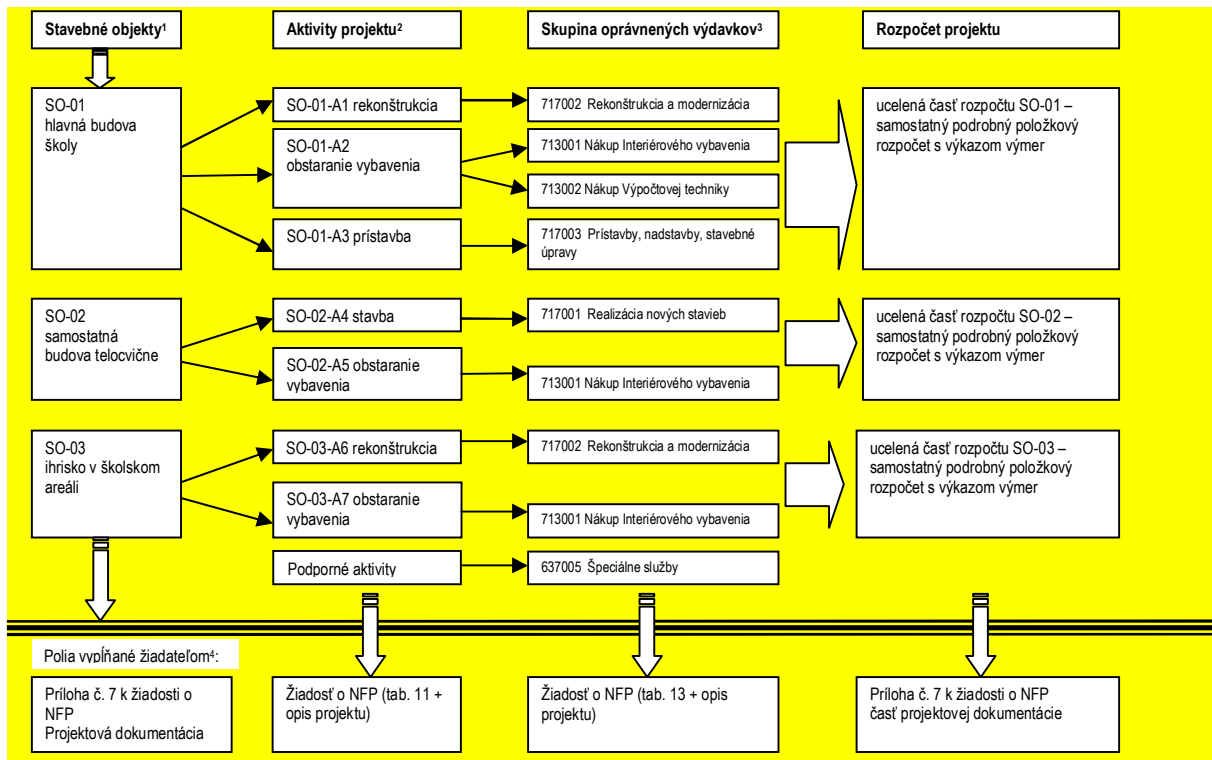 Stavebné objekty¹
Aktivity projektu²
Skupina oprávnených výdavkov³
Rozpočet projektu
SO-01
hlavná budova
školy
SO-01-A1 rekonštrukcia
717002 Rekonštrukcia a modernizácia
SO-01-A2
obstaranie vybavenia
713001 Nákup Interiérového vybavenia
713002 Nákup Výpočtovej techniky
SO-01-A3 prístavba
717003 Prístavby, nadstavby, stavebné
úpravy
ucelená časť rozpočtu SO-01 –
samostatný podrobný položkový
rozpočet s výkazom výmer
SO-02
samostatná
budova telocvične
SO-02-A4 stavba
717001 Realizácia nových stavieb
SO-02-A5 obstaranie
vybavenia
713001 Nákup Interiérového vybavenia
ucelená časť rozpočtu SO-02 –
samostatný podrobný položkový
rozpočet s výkazom výmer
SO-03
ihrisko v školskom
areáli
SO-03-A6 rekonštrukcia
717002 Rekonštrukcia a modernizácia
SO-03-A7 obstaranie
vybavenia
713001 Nákup Interiérového vybavenia
ucelená časť rozpočtu SO-03 –
samostatný podrobný položkový
rozpočet s výkazom výmer
Podporné aktivity
637005 Špeciálne služby
Polia vypĺňané žiadateľom⁴:
Príloha č. 7 k žiadosti o
NFP
Projektová dokumentácia
Žiadosť o NFP (tab. 11 +
opis projektu)
Žiadosť o NFP (tab. 13 + opis
projektu)
Príloha č. 7 k žiadosti o NFP
časť projektovej dokumentácie